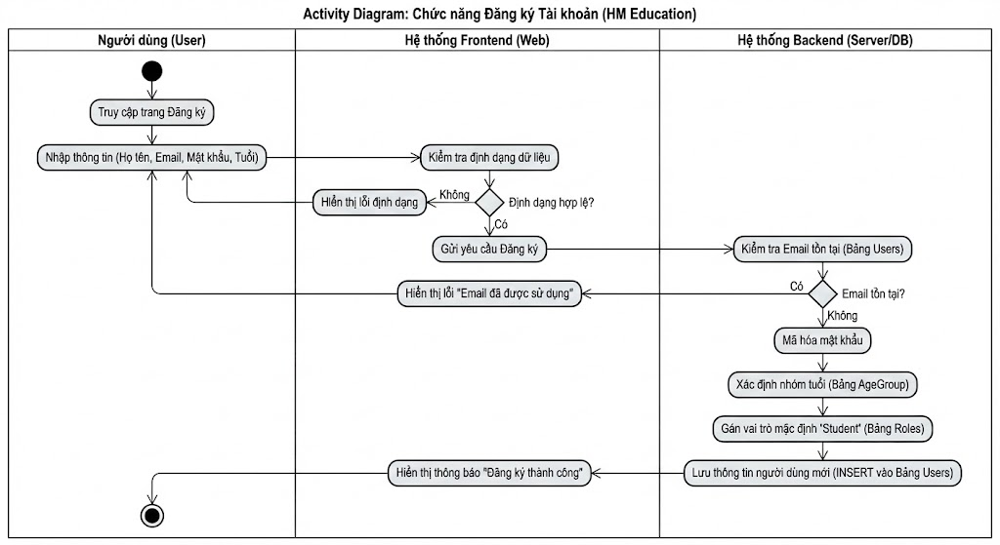 Activity Diagram: Chức năng Đăng ký Tài khoản (HM Education)
Người dùng (User)
Hệ thống Frontend (Web)
Hệ thống Backend (Server/DB)
Truy cập trang Đăng ký
Nhập thông tin (Họ tên, Email, Mật khẩu, Tuổi)
Kiểm tra định dạng dữ liệu
Hiển thị lỗi định dạng
Không
Định dạng hợp lệ?
Có
Gửi yêu cầu Đăng ký
Kiểm tra Email tồn tại (Bảng Users)
Hiển thị lỗi "Email đã được sử dụng"
Có
Email tồn tại?
Không
Mã hóa mật khẩu
Xác định nhóm tuổi (Bảng AgeGroup)
Gán vai trò mặc định "Student" (Bảng Roles)
Hiển thị thông báo "Đăng ký thành công"
Lưu thông tin người dùng mới (INSERT vào Bảng Users)